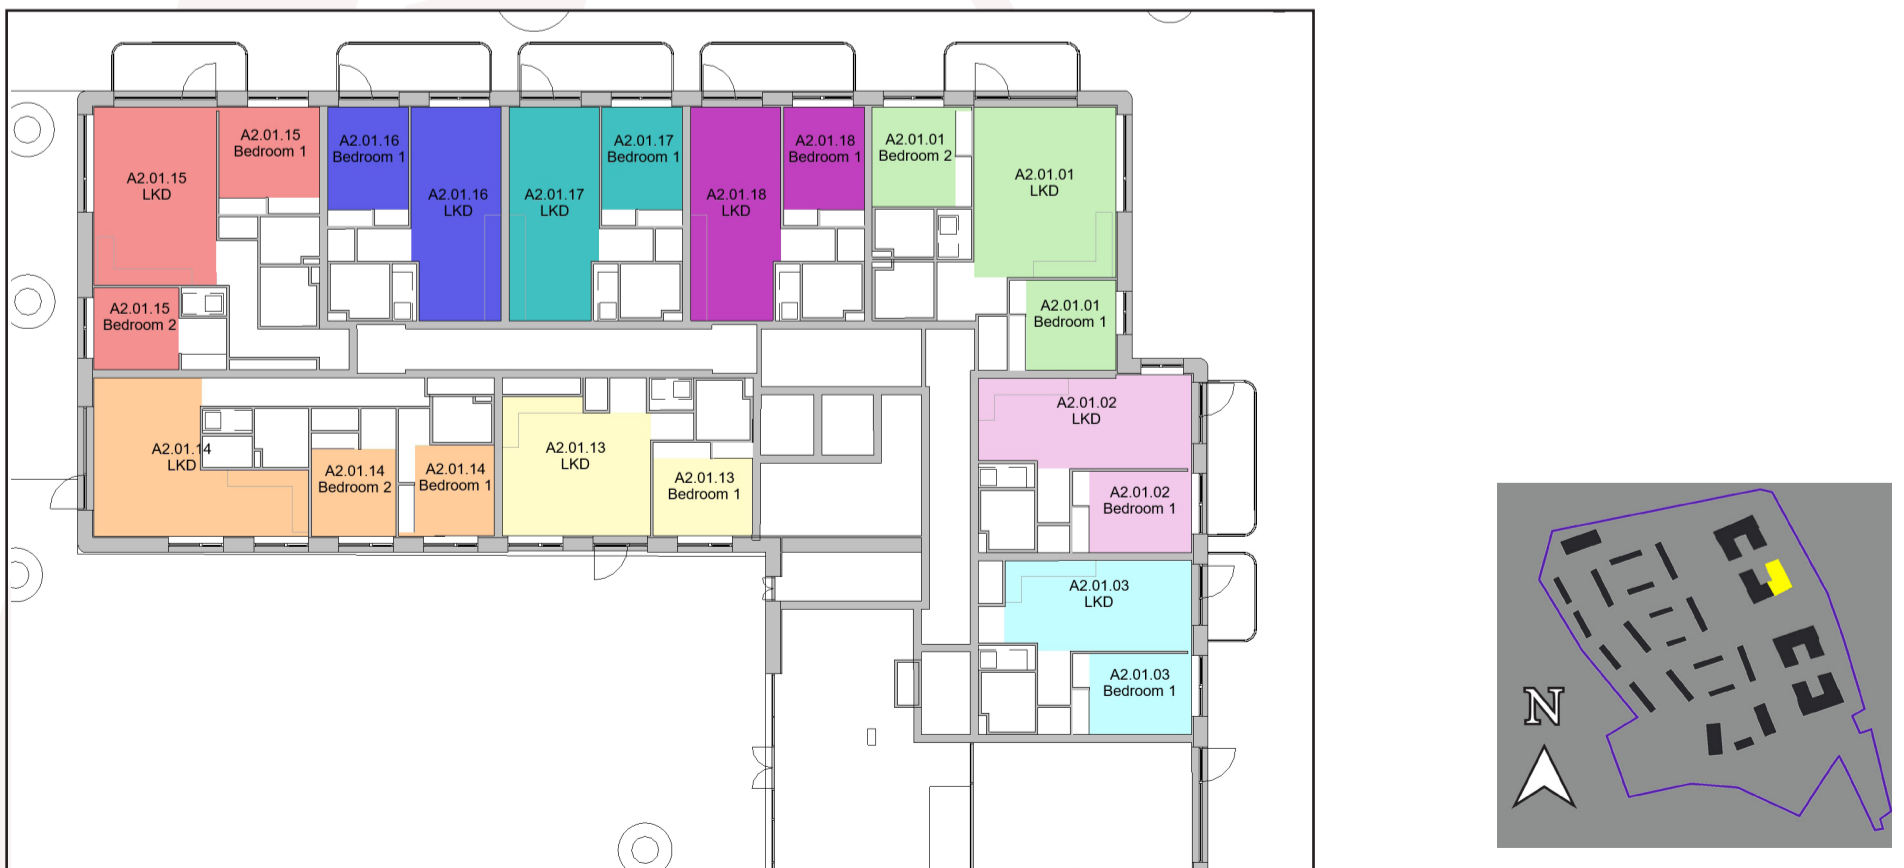 A2.01.15
LKD
A2.01.15
Bedroom 1
A2.01.16
Bedroom 1
A2.01.16
LKD
A2.01.17
LKD
A2.01.17
Bedroom 1
A2.01.18
LKD
A2.01.18
Bedroom 1
A2.01.01
Bedroom 2
A2.01.01
LKD
A2.01.15
Bedroom 2
A2.01.01
Bedroom 1
A2.01.14
LKD
A2.01.14
Bedroom 2
A2.01.14
Bedroom 1
A2.01.13
LKD
A2.01.13
Bedroom 1
A2.01.02
LKD
A2.01.02
Bedroom 1
A2.01.03
LKD
A2.01.03
Bedroom 1
N